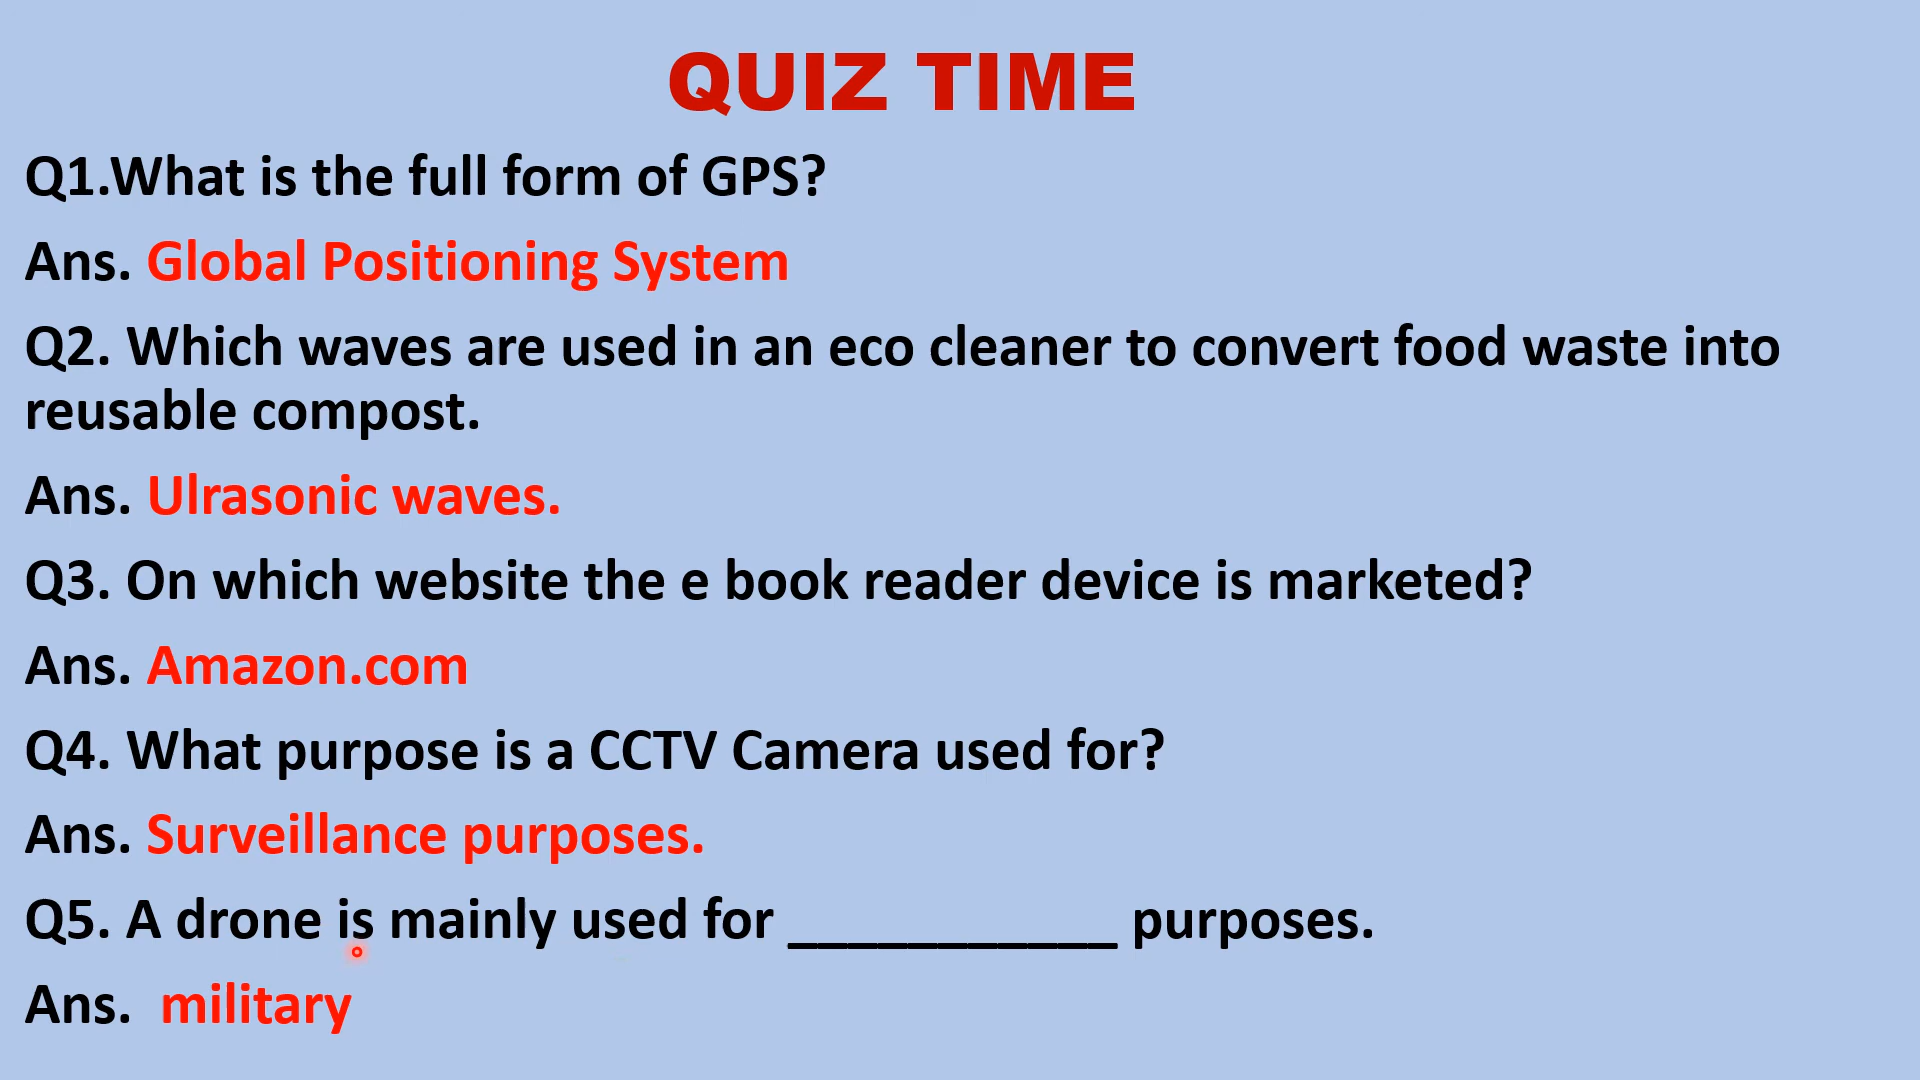 QUIZ TIME
Q1.What is the full form of GPS?
Ans. Global Positioning System
Q2. Which waves are used in an eco cleaner to convert food waste into
reusable compost.
Ans. Ulrasonic waves.
Q3. On which website the e book reader device is marketed?
Ans. Amazon.com
Q4. What purpose is a CCTV Camera used for?
Ans. Surveillance purposes.
Q5. A drone is mainly used for ___________ purposes.
Ans. military